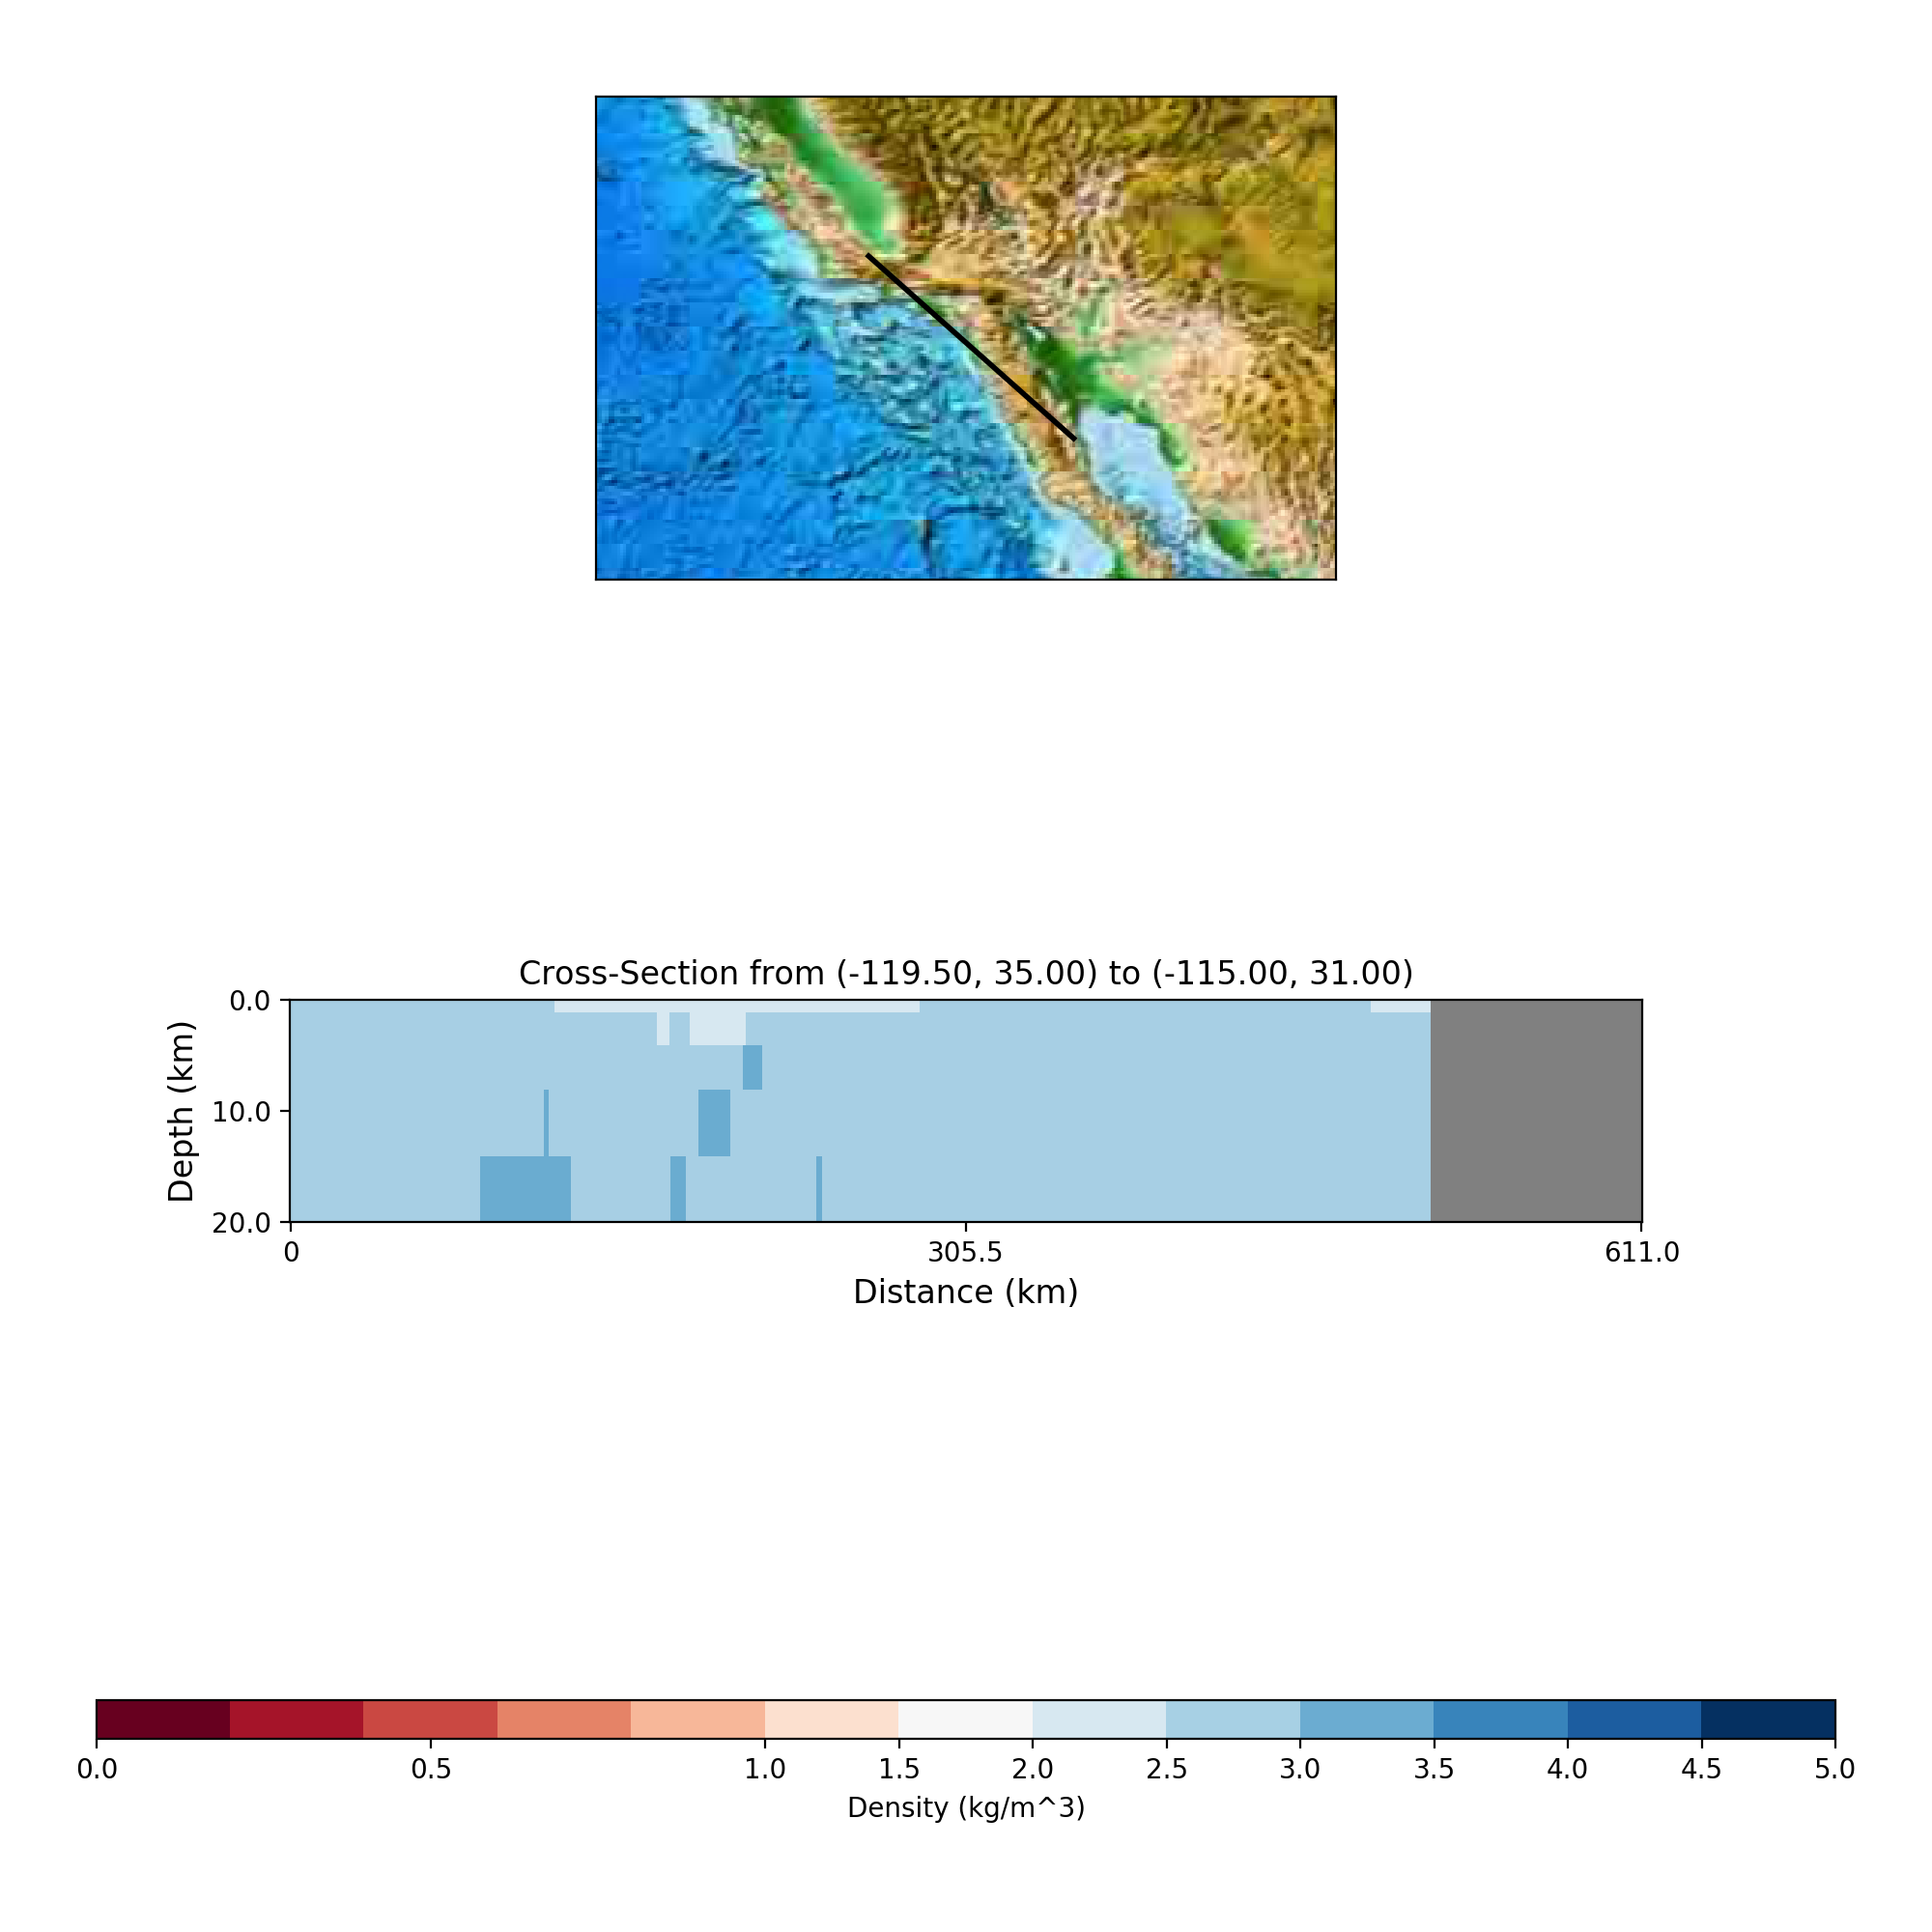 Cross-Section from (-119.50, 35.00) to (-115.00, 31.00)
0.0
10.0
20.0
Depth (km)
0 305.5 611.0
Distance (km)
0.0 0.5 1.0 1.5 2.0 2.5 3.0 3.5 4.0 4.5 5.0
Density (kg/m^3)